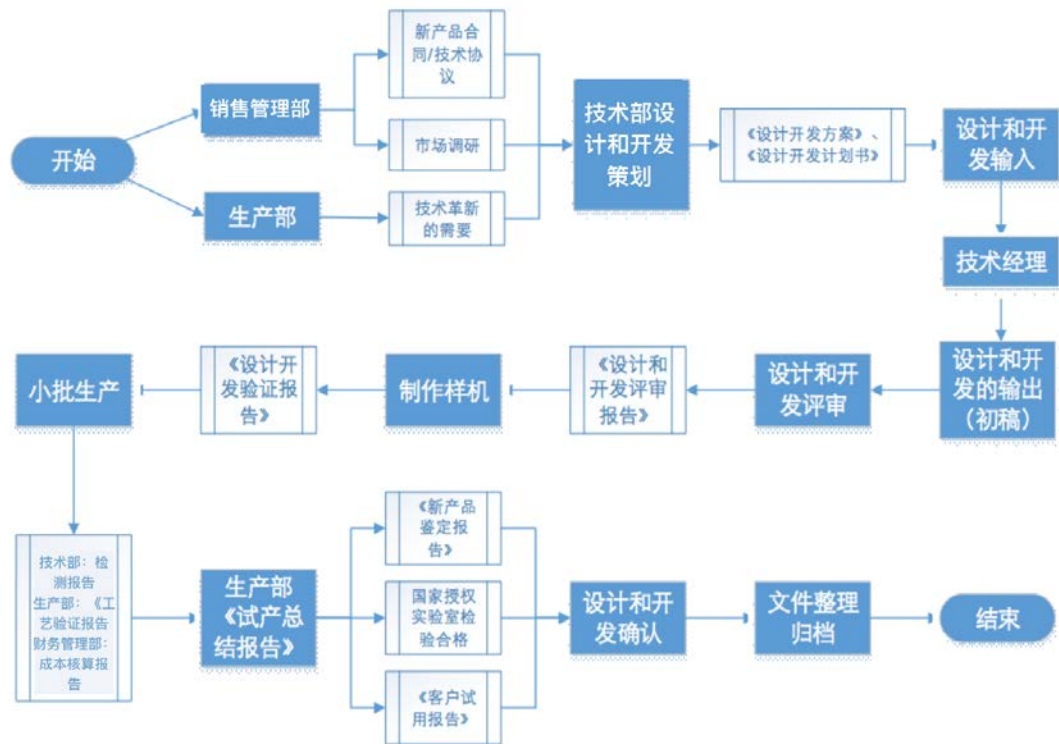 新产品合
同/技术协
议
销售管理部
开始
市场调研
生产部
技术革新
的需要
技术部设
计和开发
策划
《设计开发方案》、
《设计开发计划书》
设计和开
发输入
技术经理
设计和开
发的输出
（初稿）
设计和开
发评审
《设计和
开发评审
报告》
制作样机
《设计开
发验证报
告》
小批生产
技术部：检
测报告
生产部：《工
艺验证报告
财务管理部：
成本核算报
告
生产部
《试产总
结报告》
《新产品
鉴定报
告》
国家授权
实验室检
验合格
《客户试
用报告》
设计和开
发确认
文件整理
归档
结束